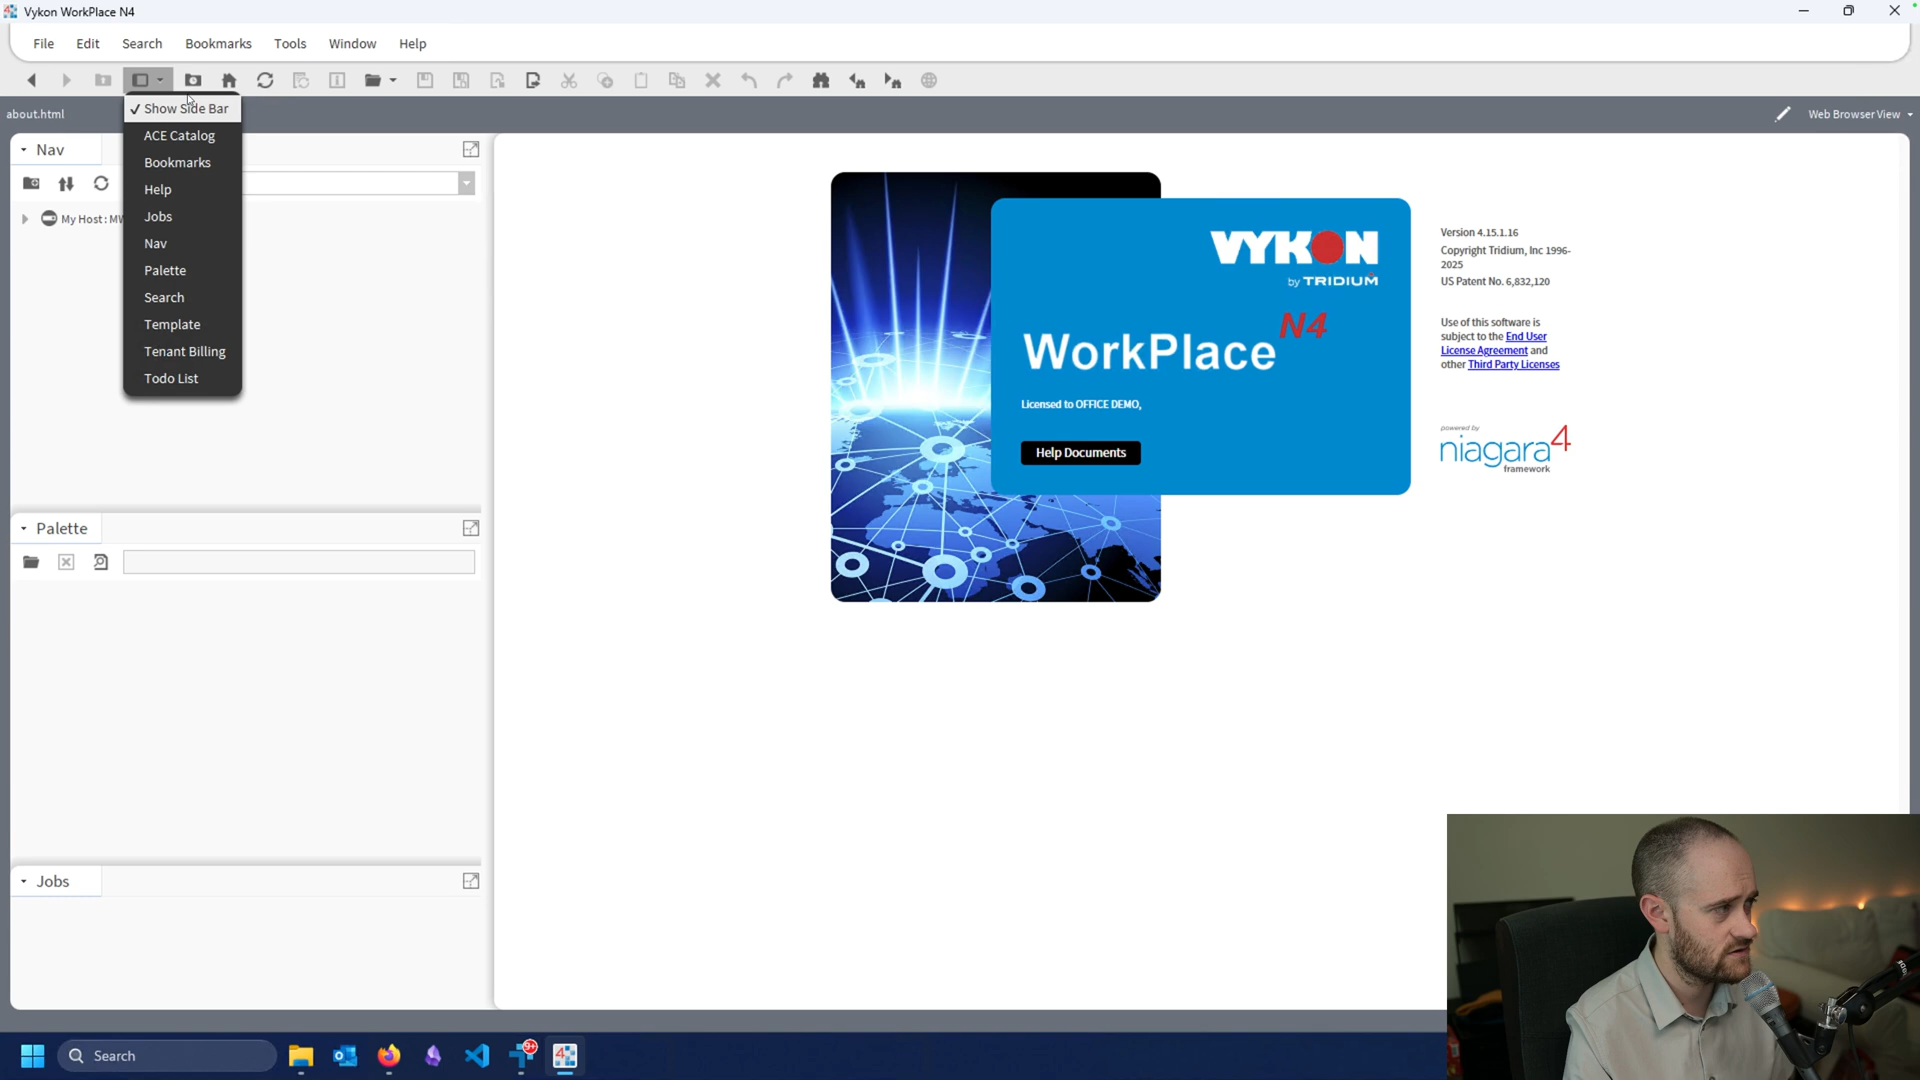 Vykon WorkPlace N4
File Edit Search Bookmarks Tools Window Help
about.html
Web Browser View
✓ Show Side Bar
ACE Catalog
Bookmarks
Help
Jobs
Nav
Palette
Search
Template
Tenant Billing
Todo List
Nav
My Host : MW
Palette
Jobs
VYKON
by TRIDIUM
WorkPlace N4
Licensed to OFFICE DEMO,
Help Documents
Version 4.15.1.16
Copyright Tridium, Inc 1996-
2025
US Patent No. 6,832,120
Use of this software is
subject to the End User
License Agreement and
other Third Party Licenses
powered by
niagara4
framework
Search
9+
4